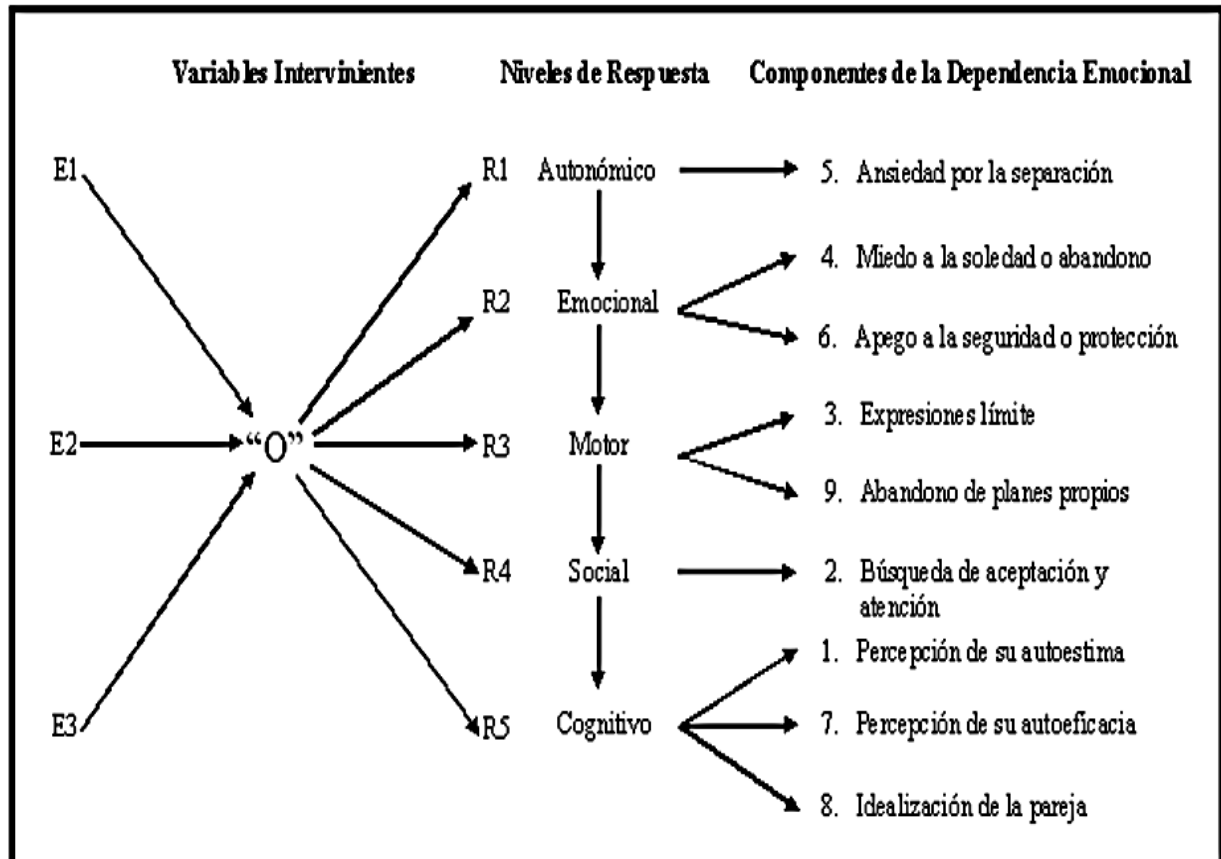 Variables Intervinientes Niveles de Respuesta Componentes de la Dependencia Emocional
E1 R1 Autonómico 5. Ansiedad por la separación
4. Miedo a la soledad o abandono
R2 Emocional
6. Apego a la seguridad o protección
3. Expresiones límite
E2 “O” R3 Motor
9. Abandono de planes propios
R4 Social 2. Búsqueda de aceptación y
atención
1. Percepción de su autoestima
E3 R5 Cognitivo 7. Percepción de su autoeficacia
8. Idealización de la pareja